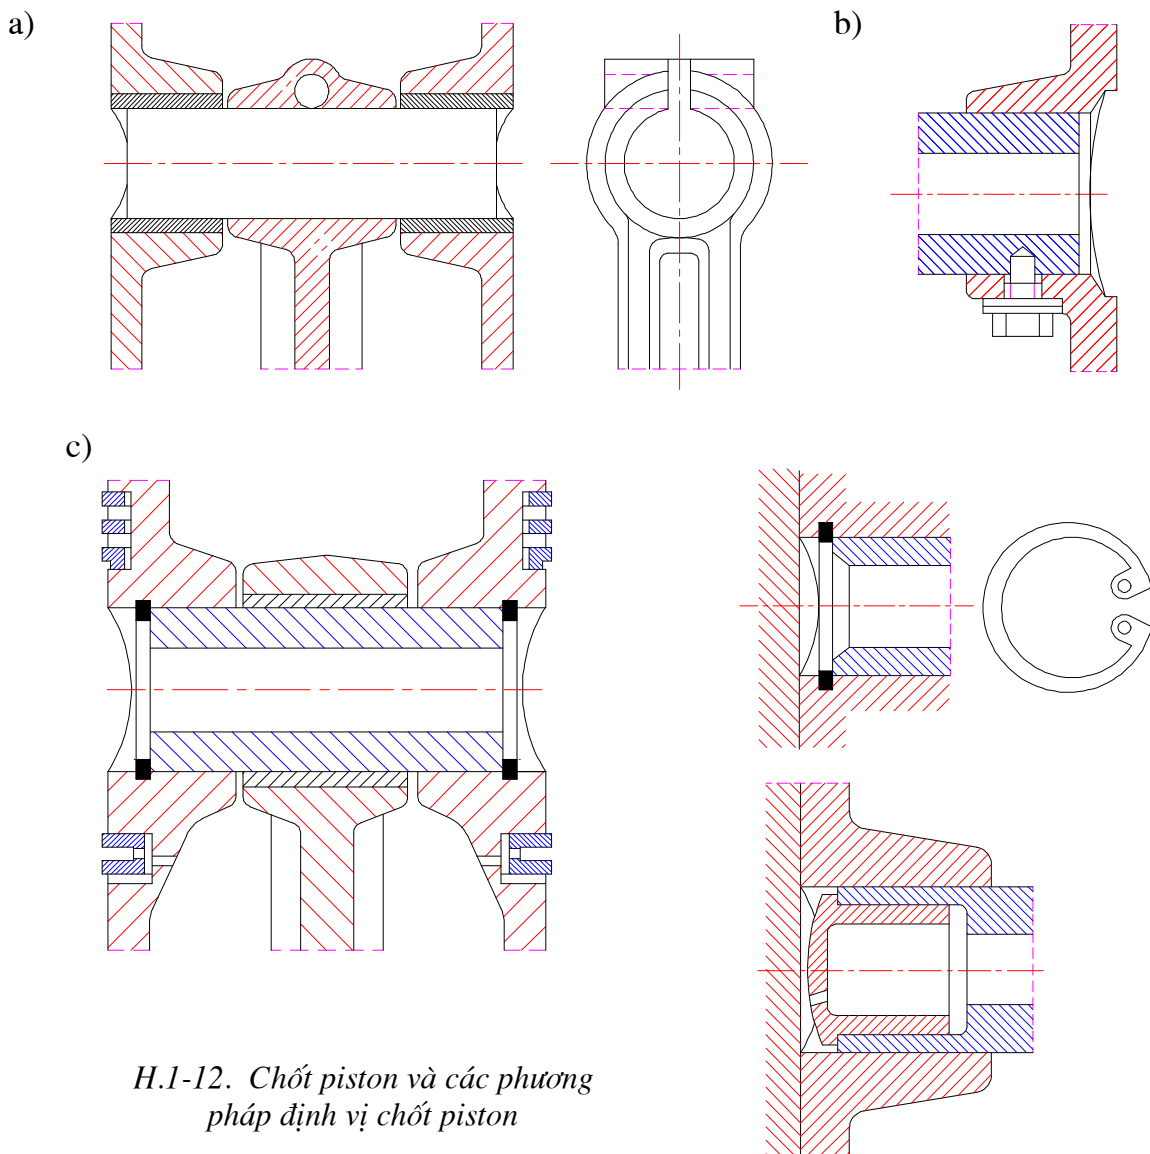 a)
b)
c)
H.1-12. Chốt piston và các phương
pháp định vị chốt piston